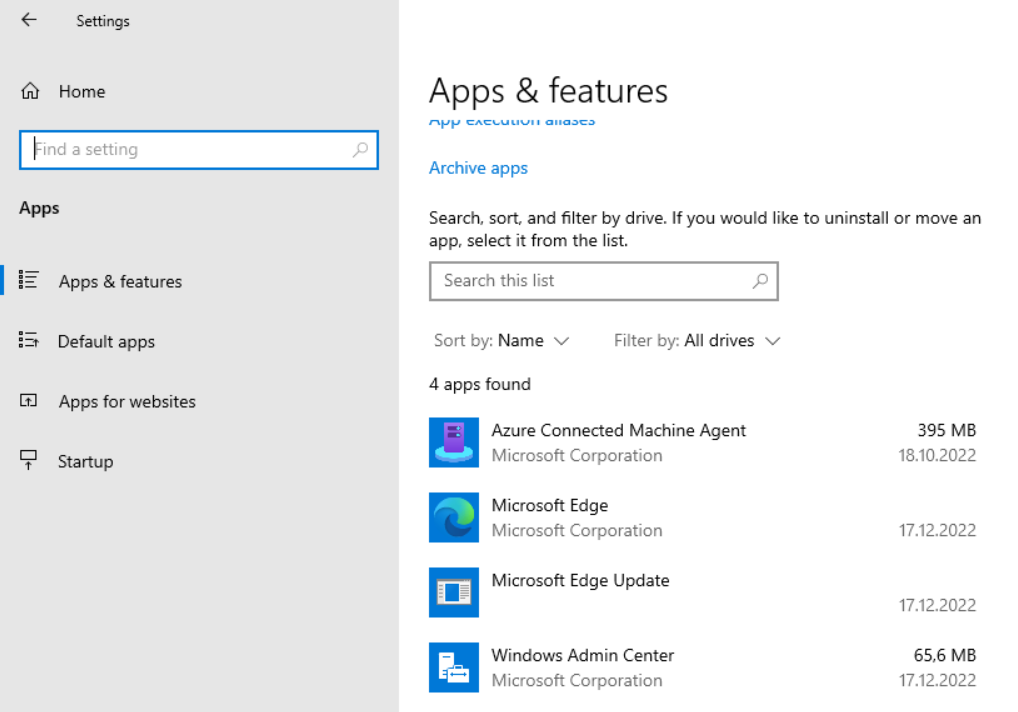 Settings
Home
Find a setting
Apps
Apps & features
Default apps
Apps for websites
Startup
Apps & features
App execution aliases
Archive apps
Search, sort, and filter by drive. If you would like to uninstall or move an
app, select it from the list.
Search this list
Sort by: Name Filter by: All drives
4 apps found
Azure Connected Machine Agent 395 MB
Microsoft Corporation 18.10.2022
Microsoft Edge
Microsoft Corporation 17.12.2022
Microsoft Edge Update
17.12.2022
Windows Admin Center 65,6 MB
Microsoft Corporation 17.12.2022